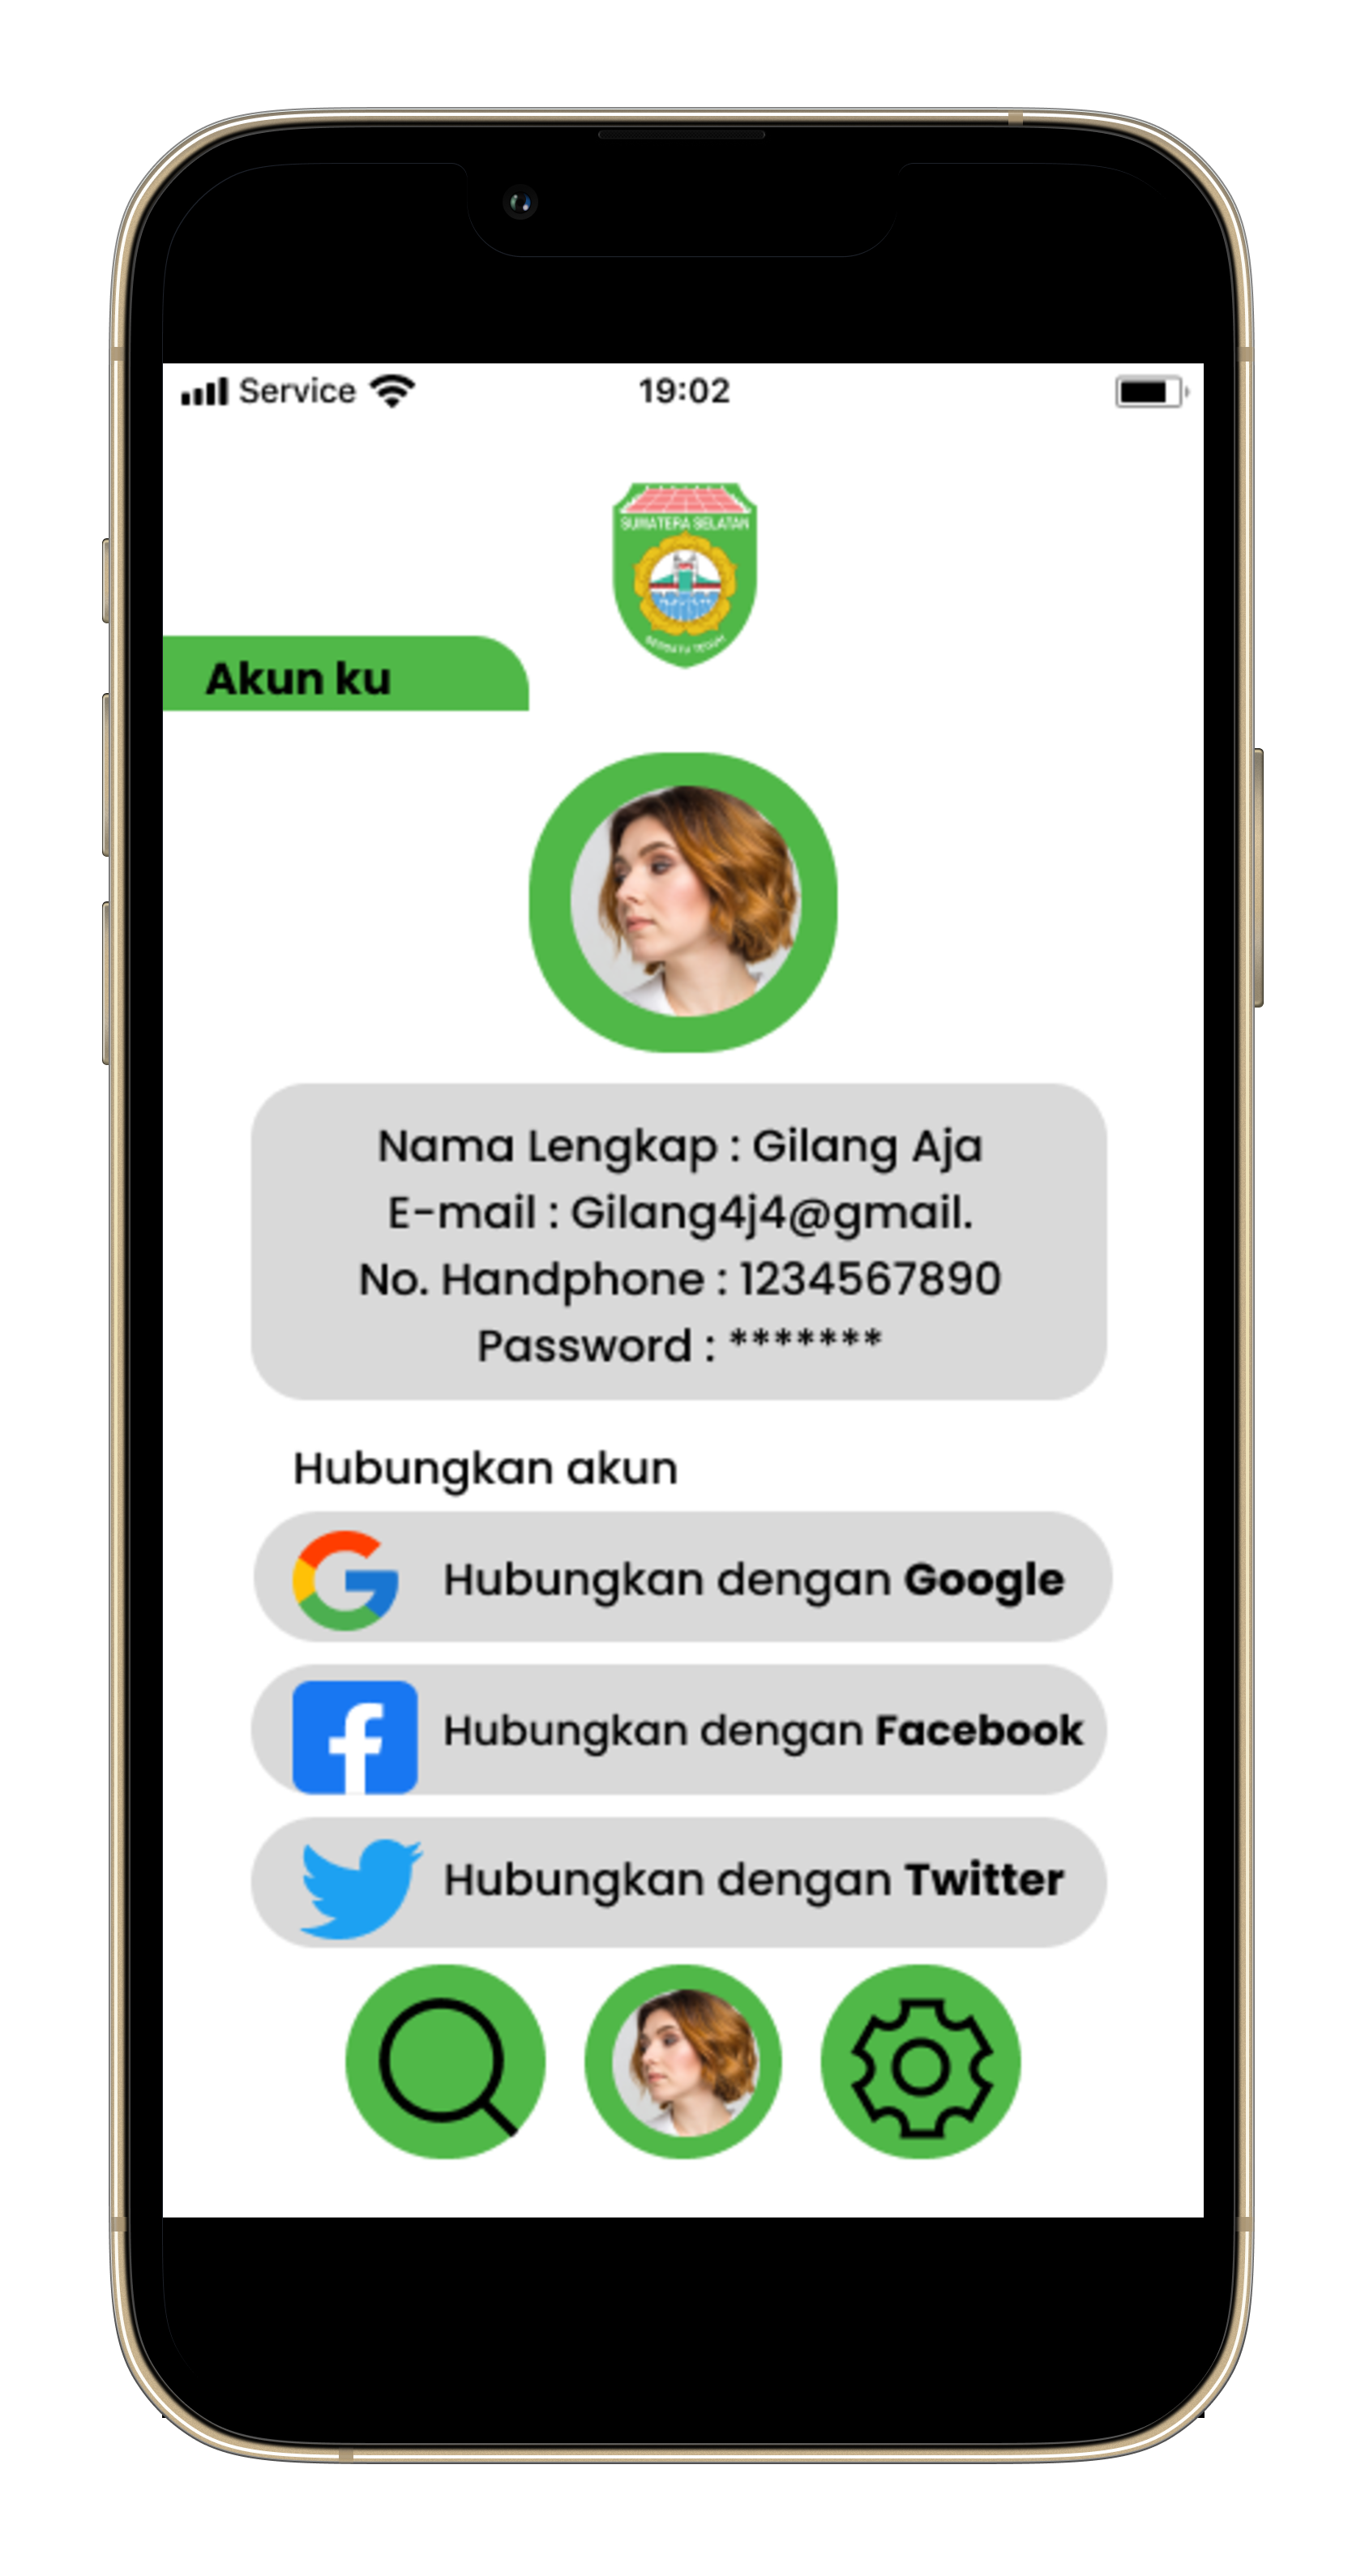 Service 19:02
SUMATERA SELATAN
Akun ku
Nama Lengkap : Gilang Aja
E-mail : Gilang4j4@gmail.
No. Handphone : 1234567890
Password : *******
Hubungkan akun
Hubungkan dengan Google
Hubungkan dengan Facebook
Hubungkan dengan Twitter